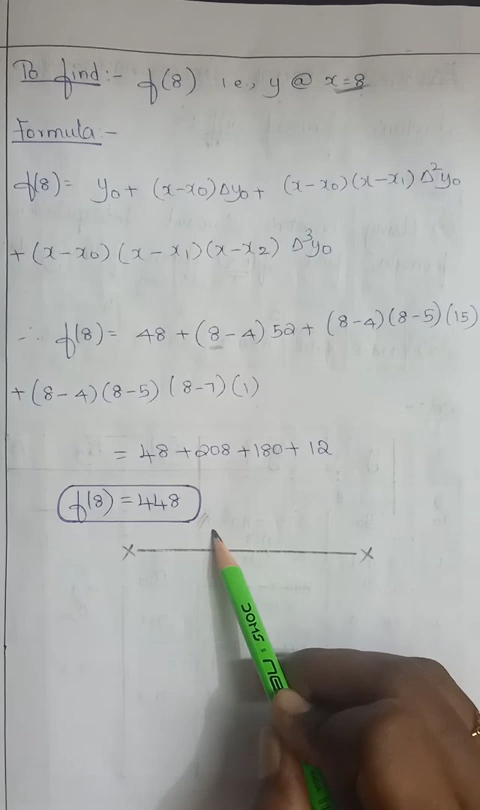 To find:- f(8) i.e., y @ x=8
Formula:-
f(8)= y₀ + (x-x₀)Δy₀ + (x-x₀)(x-x₁)Δ²y₀
+ (x-x₀)(x-x₁)(x-x₂) Δ³y₀
∴ f(8)= 48 + (8-4) 52 + (8-4)(8-5)(15)
+ (8-4)(8-5)(8-7)(1)
= 48+208+180+12
f(8) = 448
x x
DOMS